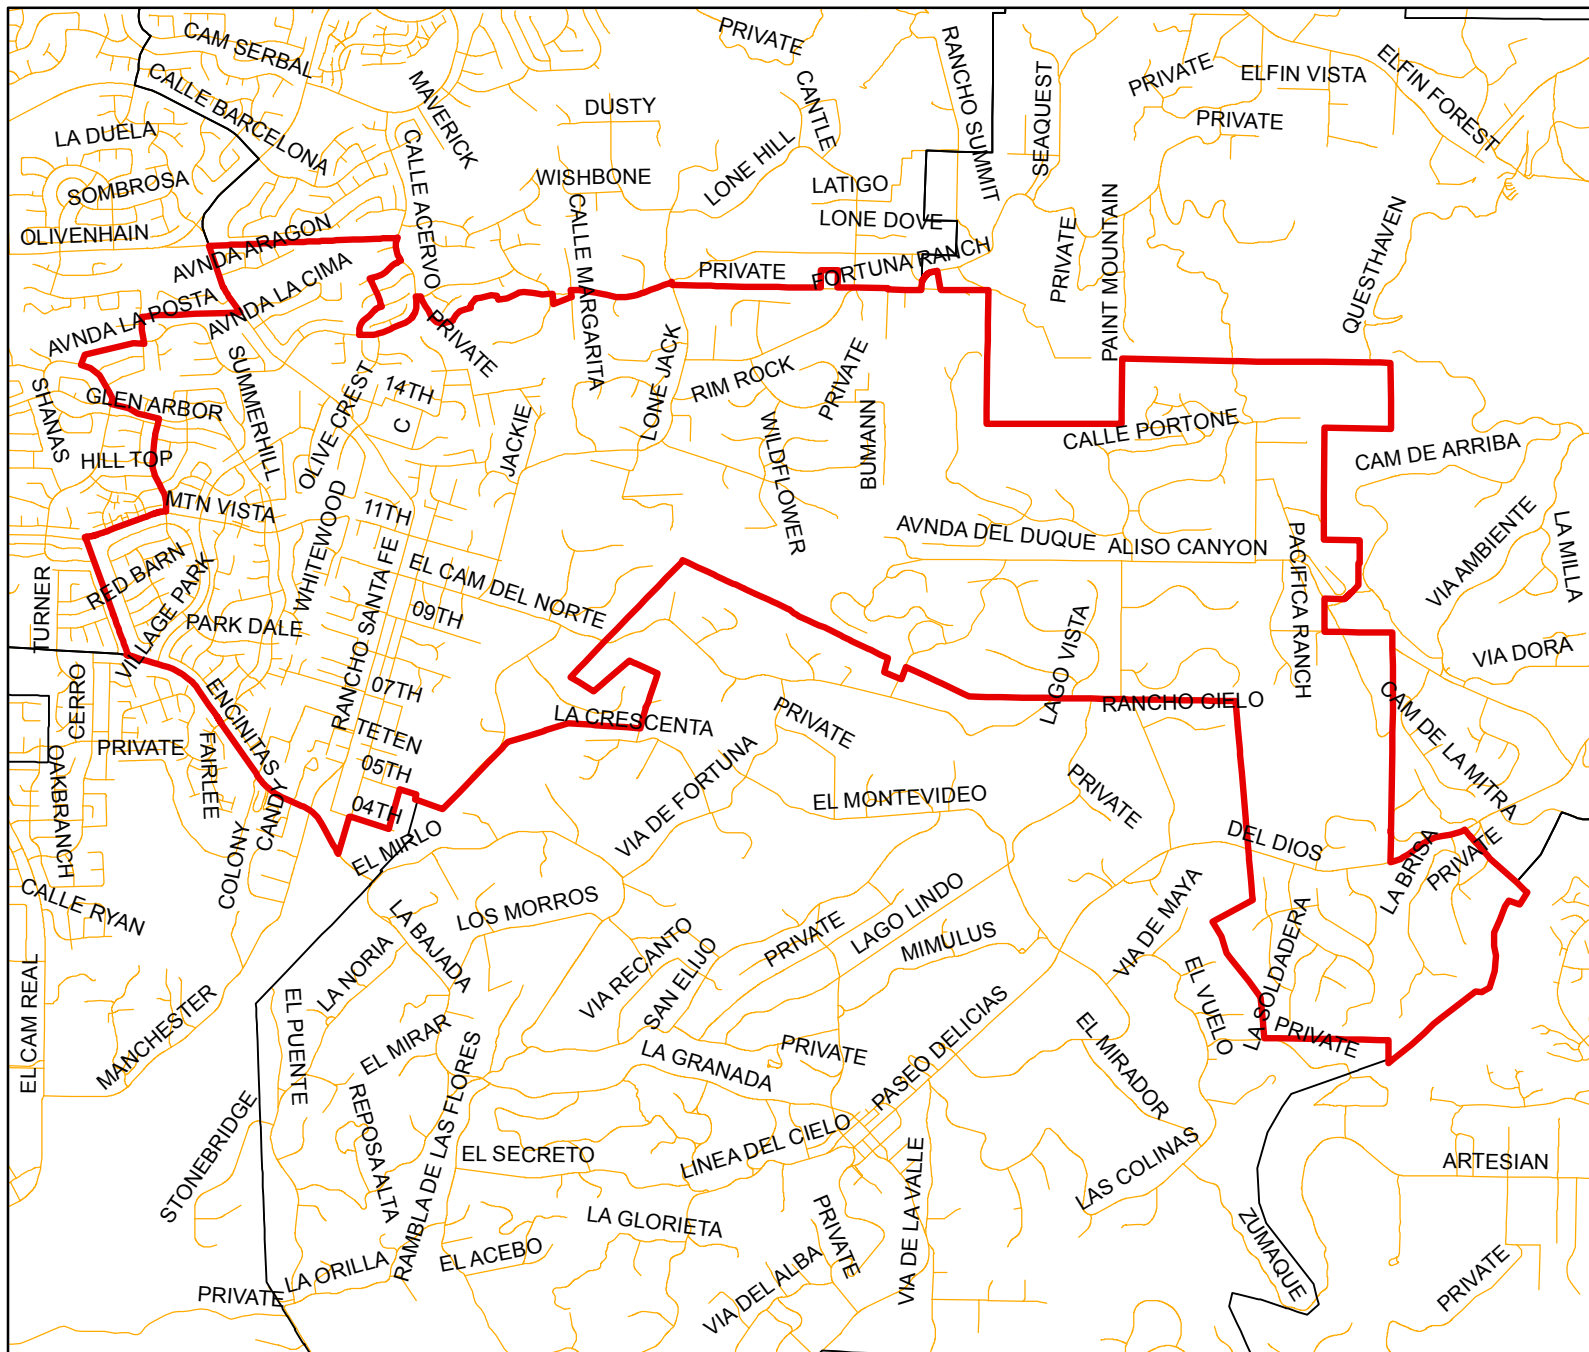 CAM SERBAL
PRIVATE
RANCHO SUMMIT
SEAQUEST
PRIVATE
ELFIN VISTA
ELFIN FOREST
CALLE BARCELONA
MAVERICK
DUSTY
CANTLE
PRIVATE
LA DUELA
CALLE ACERVO
LONE HILL
WISHBONE
LATIGO
SOMBROSA
CALLE MARGARITA
LONE DOVE
PRIVATE
PAINT MOUNTAIN
QUESTHAVEN
OLIVENHAIN
AVNDA ARAGON
AVNDA LA CIMA
PRIVATE
FORTUNA RANCH
AVNDA LA POSTA
PRIVATE
SUMMERHILL
OLIVE CREST
14TH
C
LONE JACK
RIM ROCK
PRIVATE
SHANAS
GLEN ARBOR
JACKIE
WILDFLOWER
BUMANN
CALLE PORTONE
CAM DE ARRIBA
HILL TOP
MTN VISTA
WHITEWOOD
11TH
RANCHO SANTA FE
EL CAM DEL NORTE
AVNDA DEL DUQUE
ALISO CANYON
PACIFICA RANCH
VIA AMBIENTE
LA MILLA
TURNER
RED BARN
VILLAGE PARK
PARK DALE
09TH
LAGO VISTA
VIA DORA
CERRO
ENCINITAS
07TH
LA CRESCENTA
PRIVATE
RANCHO CIELO
CAM DE LA MITRA
OAKBRANCH
PRIVATE
FAIRLEE
TETEN
05TH
04TH
CANDY
COLONY
EL MIRLO
VIA DE FORTUNA
EL MONTEVIDEO
PRIVATE
DEL DIOS
LA BRISA
PRIVATE
CALLE RYAN
LA BAJADA
LOS MORROS
LA NORIA
VIA RECANTO
SAN ELIJO
PRIVATE
LAGO LINDO
MIMULUS
VIA DE MAYA
LA SOLDADERA
EL VUELO
PRIVATE
EL CAM REAL
MANCHESTER
EL PUENTE
EL MIRAR
LA GRANADA
PRIVATE
PASEO DELICIAS
EL MIRADOR
STONEBRIDGE
REPOSA ALTA
RAMBLA DE LAS FLORES
EL SECRETO
LINEA DEL CIELO
VIA DE LA VALLE
LAS COLINAS
ARTESIAN
LA GLORIETA
PRIVATE
ZUMAQUE
PRIVATE
LA ORILLA
EL ACEBO
VIA DEL ALBA
PRIVATE